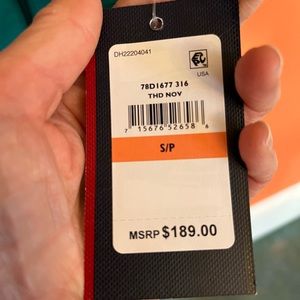 DH22204041
USA
78D1677 316
THD NOV
7 15676 52658 6
S/P
MSRP $189.00